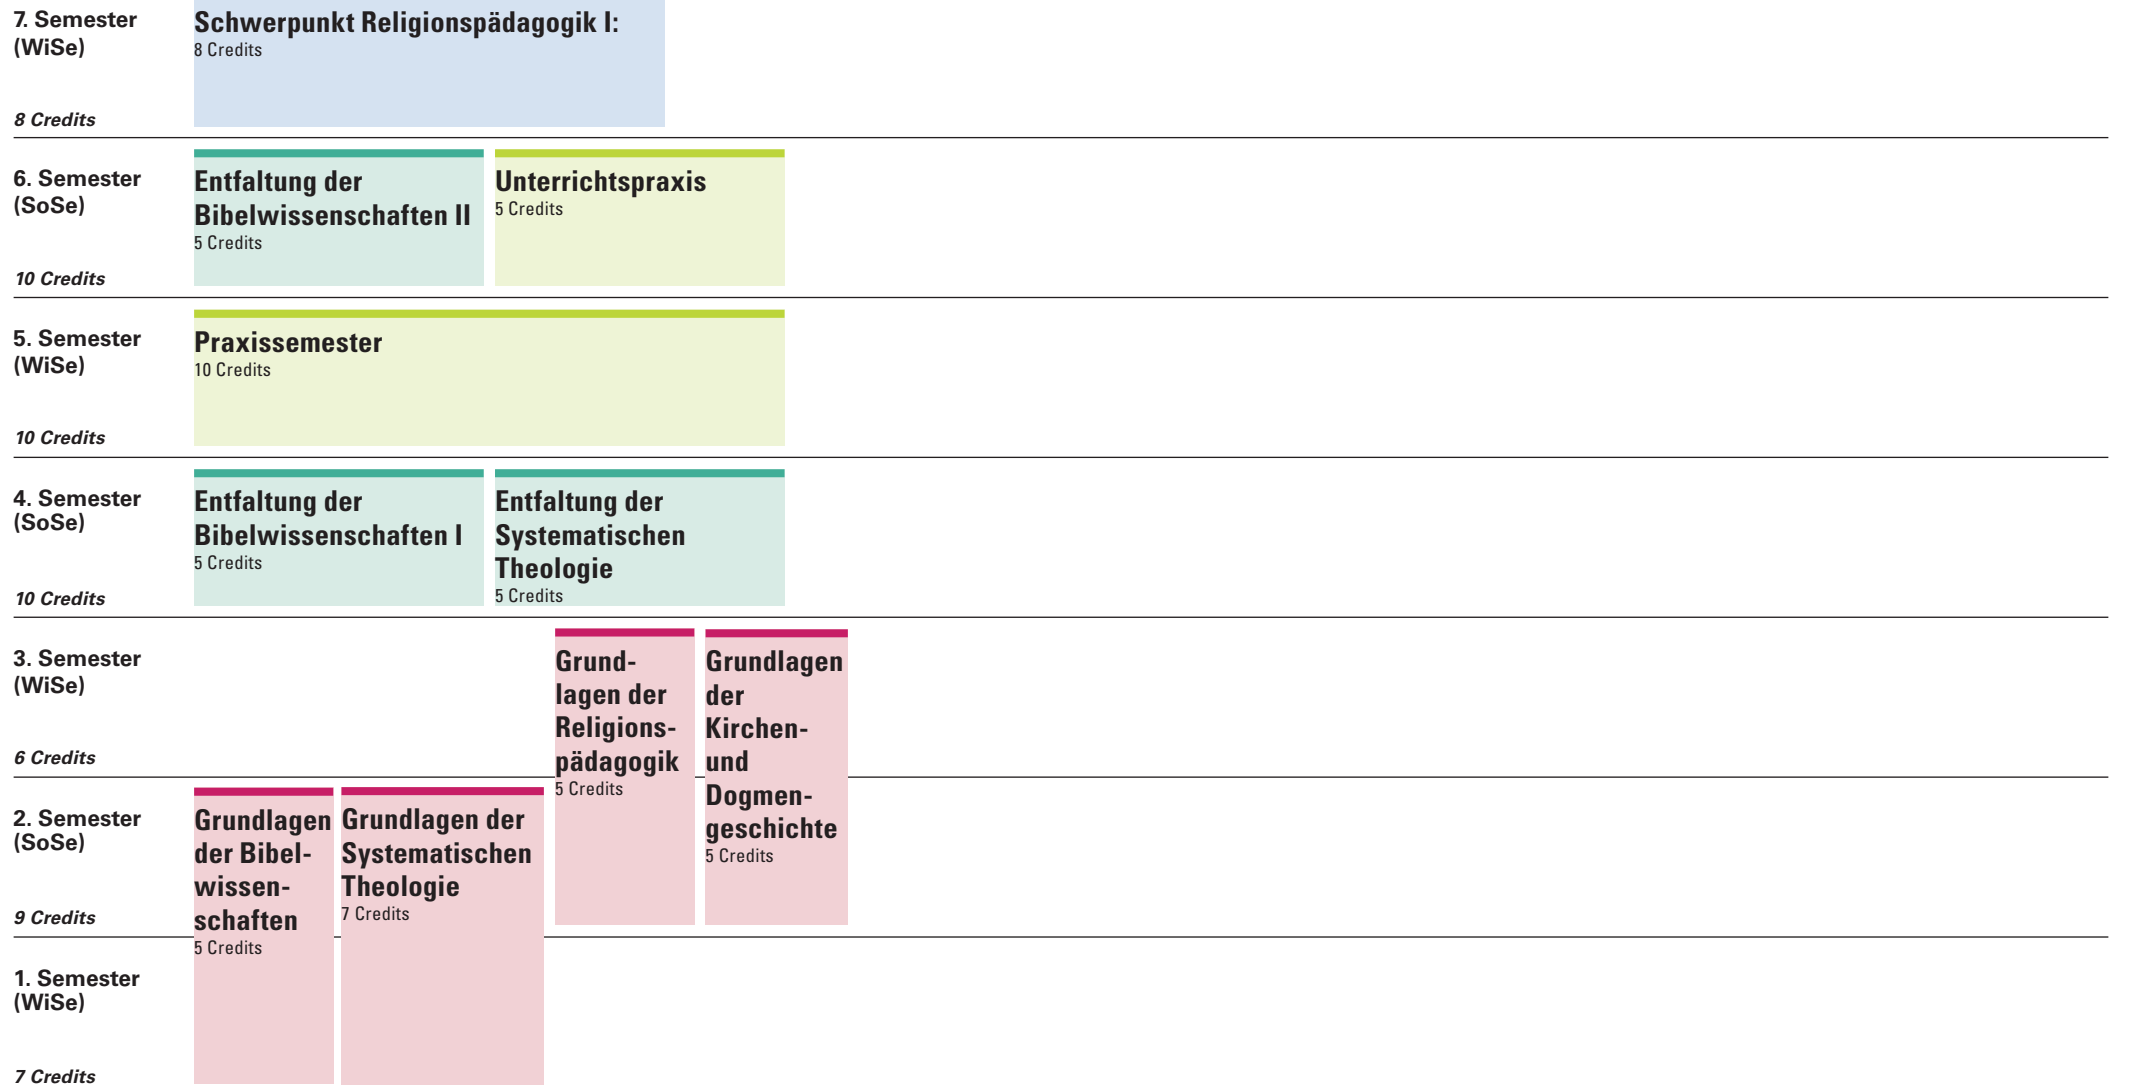 7. Semester
(WiSe)
8 Credits
Schwerpunkt Religionspädagogik I:
8 Credits
6. Semester
(SoSe)
10 Credits
Entfaltung der
Bibelwissenschaften II
5 Credits
Unterrichtspraxis
5 Credits
5. Semester
(WiSe)
10 Credits
Praxissemester
10 Credits
4. Semester
(SoSe)
10 Credits
Entfaltung der
Bibelwissenschaften I
5 Credits
Entfaltung der
Systematischen
Theologie
5 Credits
3. Semester
(WiSe)
6 Credits
Grund-
lagen der
Religions-
pädagogik
5 Credits
Grundlagen
der
Kirchen-
und
Dogmen-
geschichte
5 Credits
2. Semester
(SoSe)
9 Credits
Grundlagen
der Bibel-
wissen-
schaften
5 Credits
Grundlagen der
Systematischen
Theologie
7 Credits
1. Semester
(WiSe)
7 Credits